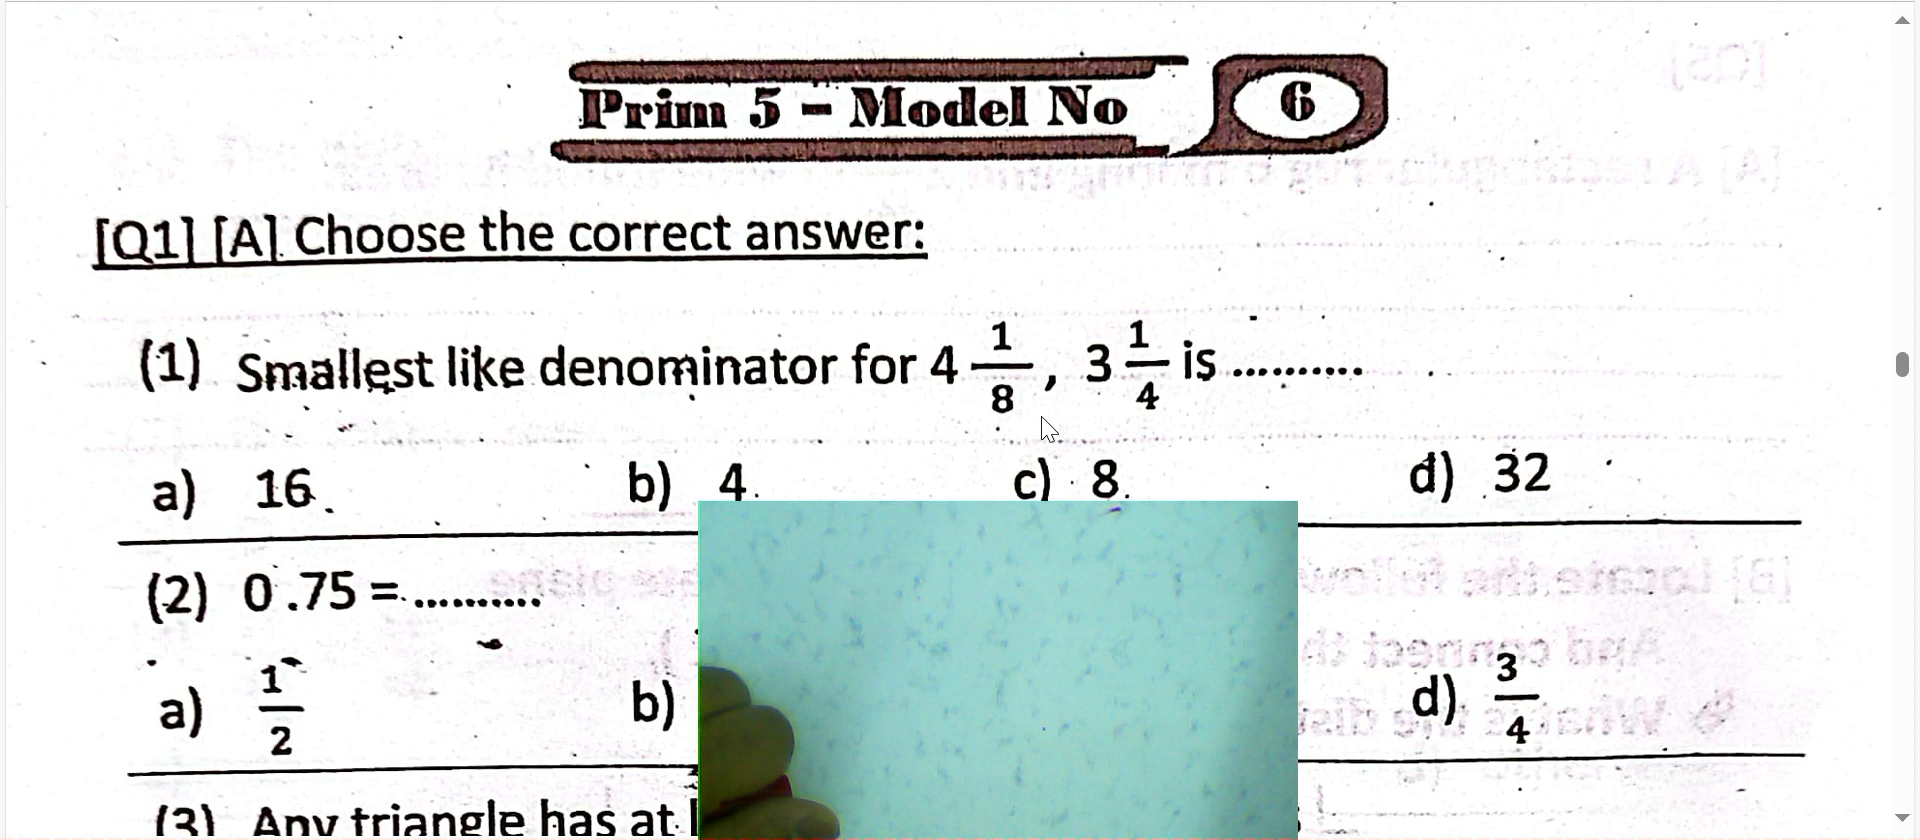 Prim 5 - Model No 6
[Q1] [A] Choose the correct answer:
(1) Smallest like denominator for 4 1/8 , 3 1/4 is ..........
a) 16. b) 4. c) 8. d) 32
(2) 0.75 = ...........
a) 1/2 b) d) 3/4
(3) Any triangle has at